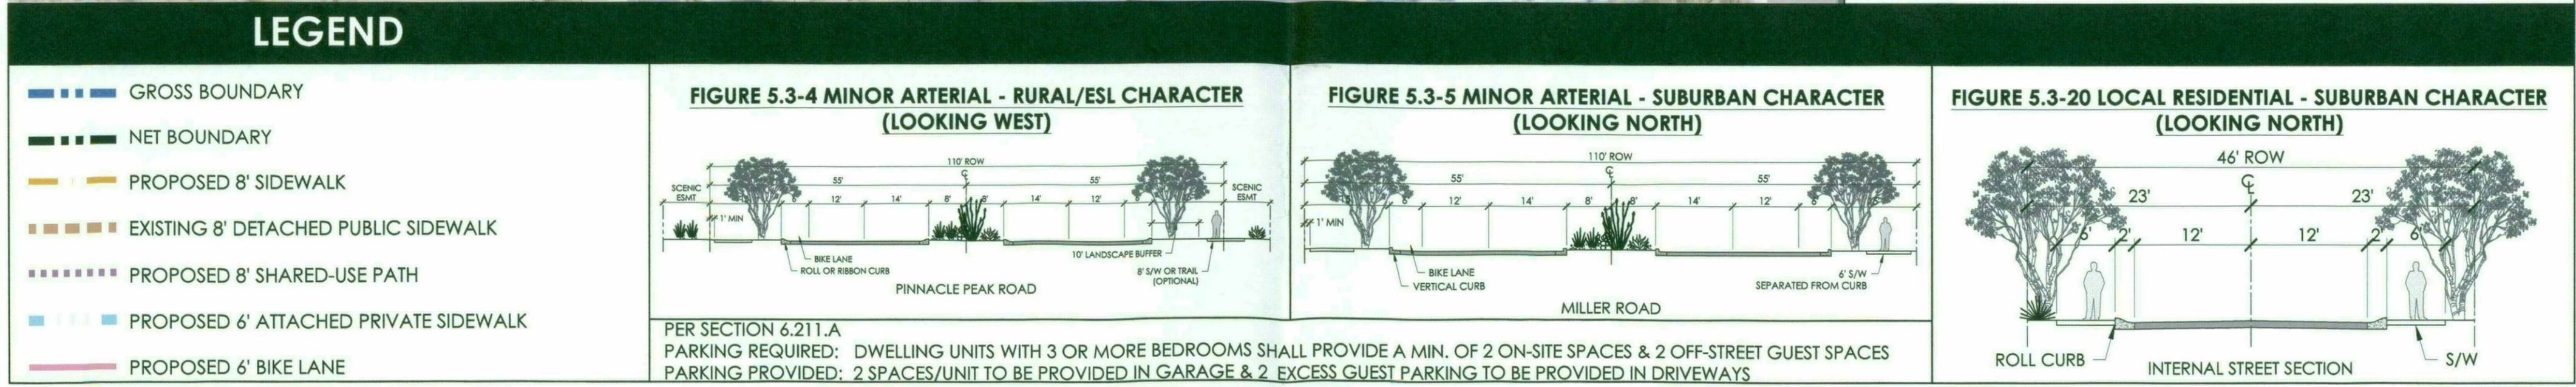 LEGEND
GROSS BOUNDARY
NET BOUNDARY
PROPOSED 8' SIDEWALK
EXISTING 8' DETACHED PUBLIC SIDEWALK
PROPOSED 8' SHARED-USE PATH
PROPOSED 6' ATTACHED PRIVATE SIDEWALK
PROPOSED 6' BIKE LANE
FIGURE 5.3-4 MINOR ARTERIAL - RURAL/ESL CHARACTER
(LOOKING WEST)
110' ROW
℄
55' 55'
SCENIC
ESMT
SCENIC
ESMT
6' 12' 14' 8' 8' 14' 12' 6'
1' MIN
BIKE LANE
ROLL OR RIBBON CURB
10' LANDSCAPE BUFFER
8' S/W OR TRAIL
(OPTIONAL)
PINNACLE PEAK ROAD
FIGURE 5.3-5 MINOR ARTERIAL - SUBURBAN CHARACTER
(LOOKING NORTH)
110' ROW
℄
55' 55'
6' 12' 14' 8' 8' 14' 12' 6'
1' MIN
BIKE LANE
VERTICAL CURB
6' S/W
SEPARATED FROM CURB
MILLER ROAD
PER SECTION 6.211.A
PARKING REQUIRED: DWELLING UNITS WITH 3 OR MORE BEDROOMS SHALL PROVIDE A MIN. OF 2 ON-SITE SPACES & 2 OFF-STREET GUEST SPACES
PARKING PROVIDED: 2 SPACES/UNIT TO BE PROVIDED IN GARAGE & 2 EXCESS GUEST PARKING TO BE PROVIDED IN DRIVEWAYS
FIGURE 5.3-20 LOCAL RESIDENTIAL - SUBURBAN CHARACTER
(LOOKING NORTH)
46' ROW
℄
23' 23'
6' 2' 12' 12' 2' 6'
ROLL CURB
S/W
INTERNAL STREET SECTION